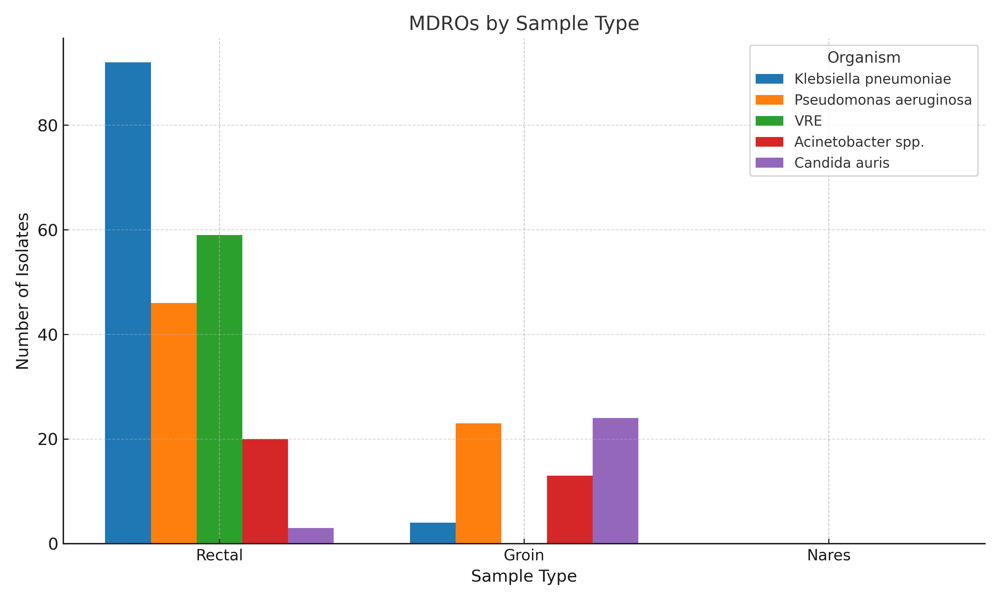 MDROs by Sample Type
Organism
Klebsiella pneumoniae
Pseudomonas aeruginosa
VRE
Acinetobacter spp.
Candida auris
Number of Isolates
80
60
40
20
0
Rectal
Groin
Nares
Sample Type